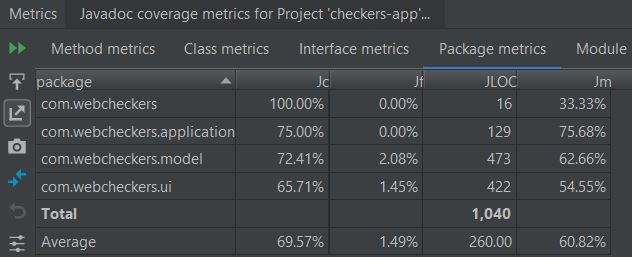 Metrics Javadoc coverage metrics for Project 'checkers-app'...
Method metrics Class metrics Interface metrics Package metrics Module
package Jc Jf JLOC Jm
com.webcheckers 100.00% 0.00% 16 33.33%
com.webcheckers.application 75.00% 0.00% 129 75.68%
com.webcheckers.model 72.41% 2.08% 473 62.66%
com.webcheckers.ui 65.71% 1.45% 422 54.55%
Total 1,040
Average 69.57% 1.49% 260.00 60.82%